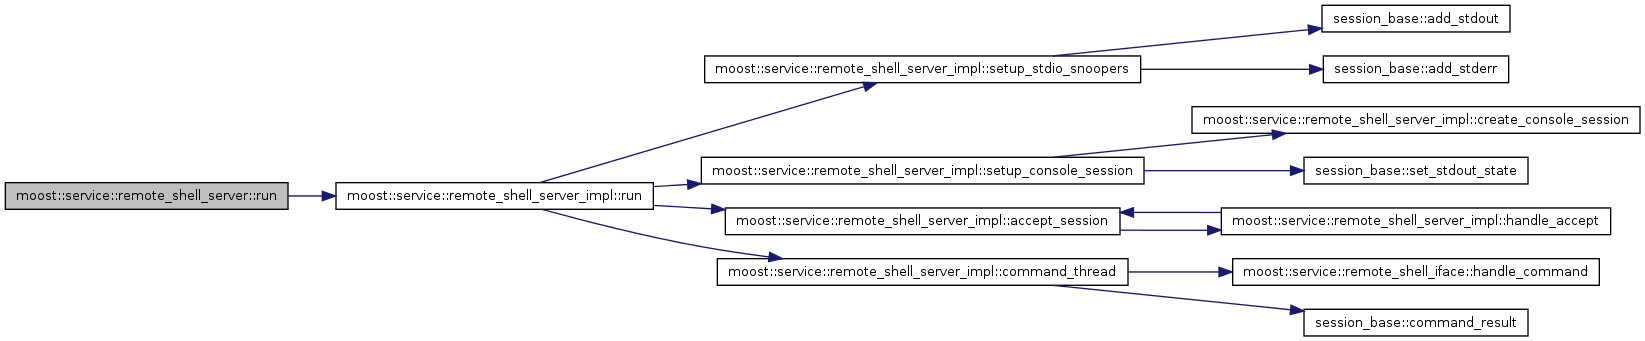 session_base::add_stdout
moost::service::remote_shell_server_impl::setup_stdio_snoopers
session_base::add_stderr
moost::service::remote_shell_server_impl::create_console_session
moost::service::remote_shell_server_impl::setup_console_session
session_base::set_stdout_state
moost::service::remote_shell_server::run
moost::service::remote_shell_server_impl::run
moost::service::remote_shell_server_impl::accept_session
moost::service::remote_shell_server_impl::handle_accept
moost::service::remote_shell_server_impl::command_thread
moost::service::remote_shell_iface::handle_command
session_base::command_result